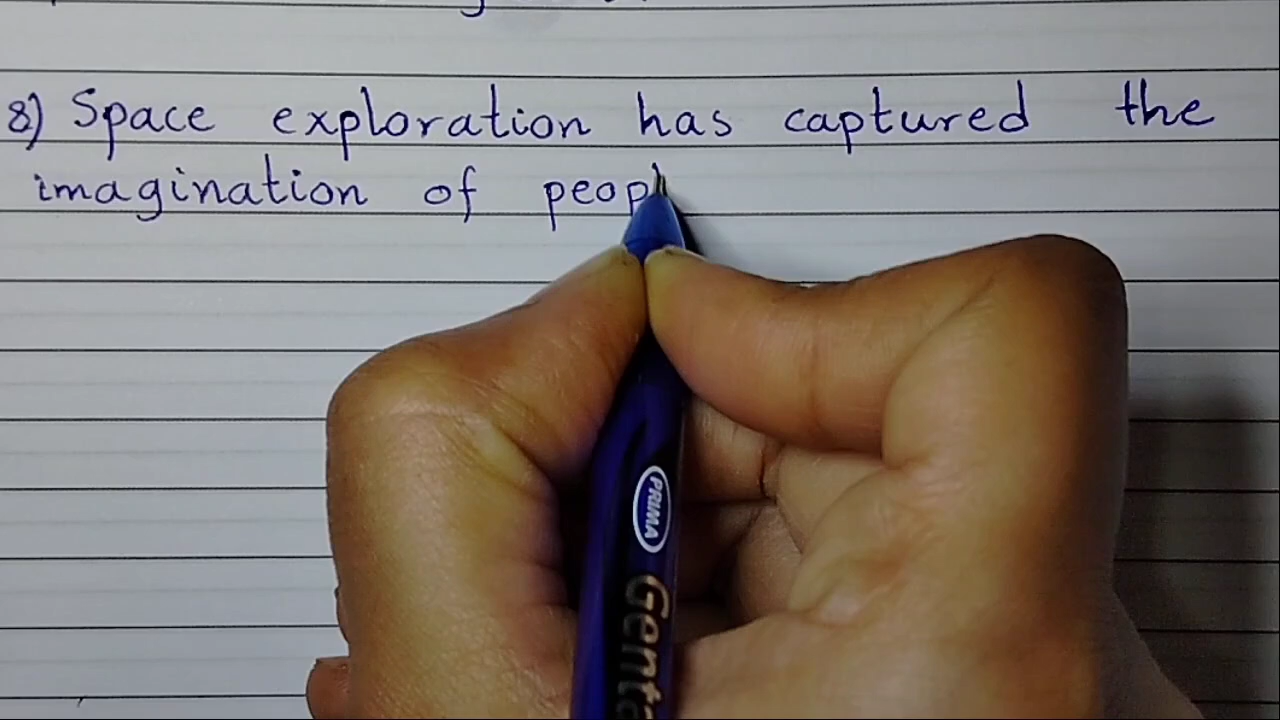 8) Space exploration has captured the
imagination of peop
PRIMA
Genta